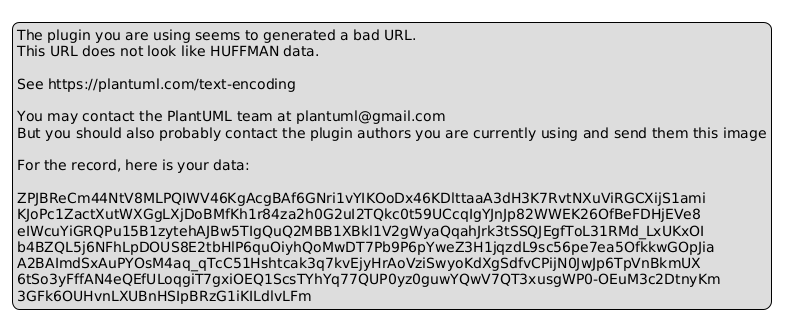 The plugin you are using seems to generated a bad URL.
This URL does not look like HUFFMAN data.
See https://plantuml.com/text-encoding
You may contact the PlantUML team at plantuml@gmail.com
But you should also probably contact the plugin authors you are currently using and send them this image
For the record, here is your data:
ZPJBReCm44NtV8MLPQIWV46KgAcgBAf6GNri1vYIKOoDx46KDlttaaA3dH3K7RvtNXuViRGCXijS1ami
KJoPc1ZactXutWXGgLXjDoBMfKh1r84za2h0G2uI2TQkc0t59UCcqIgYJnJp82WWEK26OfBeFDHjEVe8
eIWcuYiGRQPu15B1zytehAJBw5TIgQuQ2MBB1XBkl1V2gWyaQqahJrk3tSSQJEgfToL31RMd_LxUKxOI
b4BZQL5j6NFhLpDOUS8E2tbHlP6quOiyhQoMwDT7Pb9P6pYweZ3H1jqzdL9sc56pe7ea5OfkkwGOpJia
A2BAImdSxAuPYOsM4aq_qTcC51Hshtcak3q7kvEjyHrAoVziSwyoKdXgSdfvCPijN0JwJp6TpVnBkmUX
6tSo3yFffAN4eQEfULoqgiT7gxiOEQ1ScsTYhYq77QUP0yz0guwYQwV7QT3xusgWP0-OEuM3c2DtnyKm
3GFk6OUHvnLXUBnHSIpBRzG1iKILdlvLFm